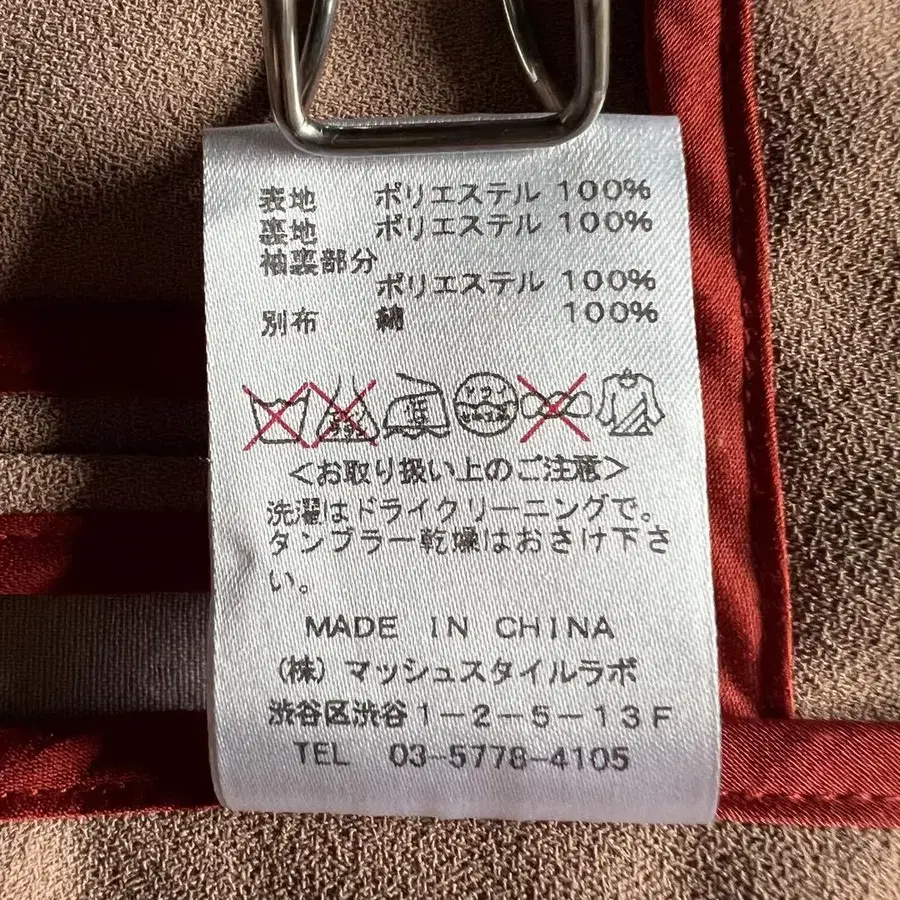 表地 ポリエステル 100%
裏地 ポリエステル 100%
袖裏部分
ポリエステル 100%
別布 綿 100%
<お取り扱い上のご注意>
洗濯はドライクリーニングで。
タンブラー乾燥はおさけ下さ
い。
MADE IN CHINA
(株)マッシュスタイルラボ
渋谷区渋谷1-2-5-13F
TEL 03-5778-4105